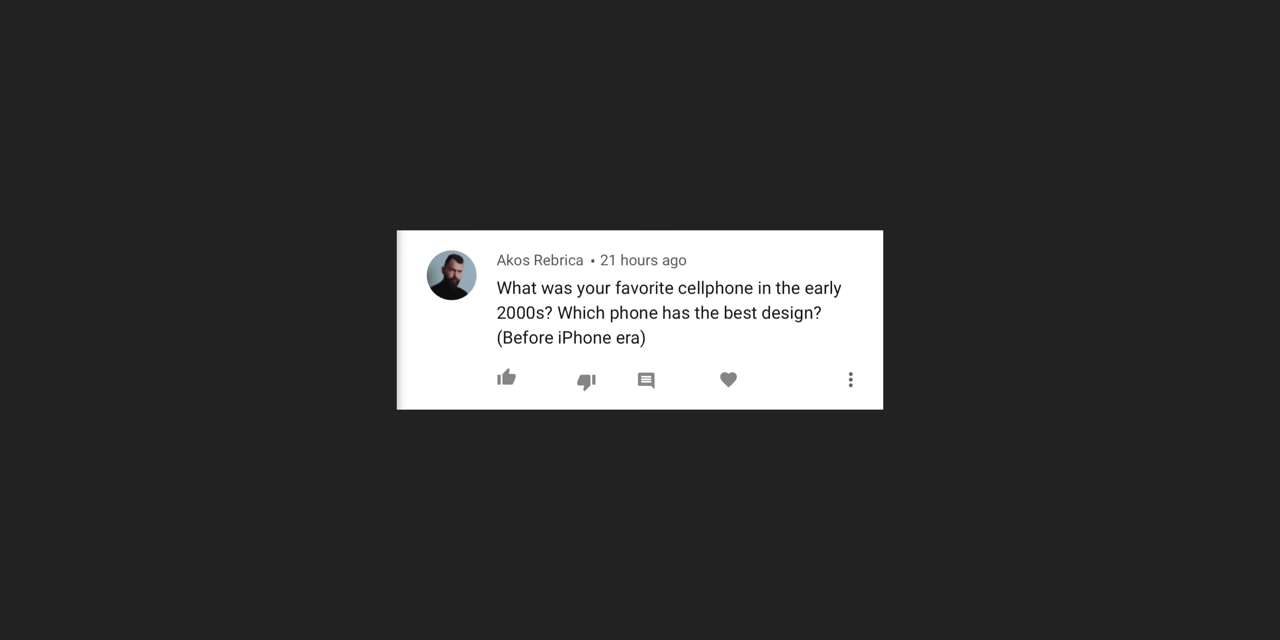 Akos Rebrica • 21 hours ago
What was your favorite cellphone in the early
2000s? Which phone has the best design?
(Before iPhone era)